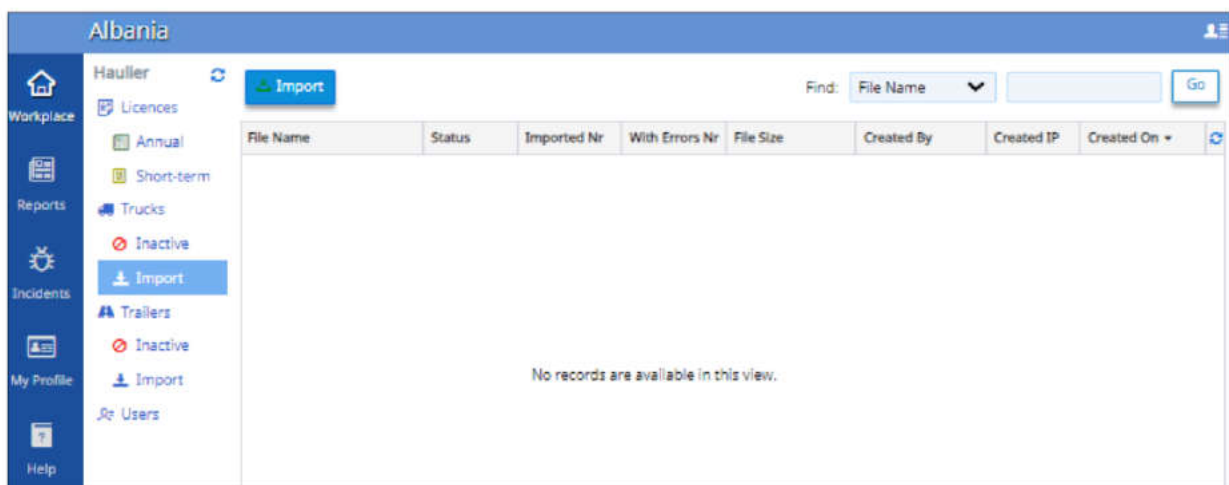 Albania
Workplace
Reports
Incidents
My Profile
Help
Haulier
Licences
Annual
Short-term
Trucks
Inactive
Import
Trailers
Inactive
Import
Users
Import
Find: File Name Go
File Name Status Imported Nr With Errors Nr File Size Created By Created IP Created On
No records are available in this view.